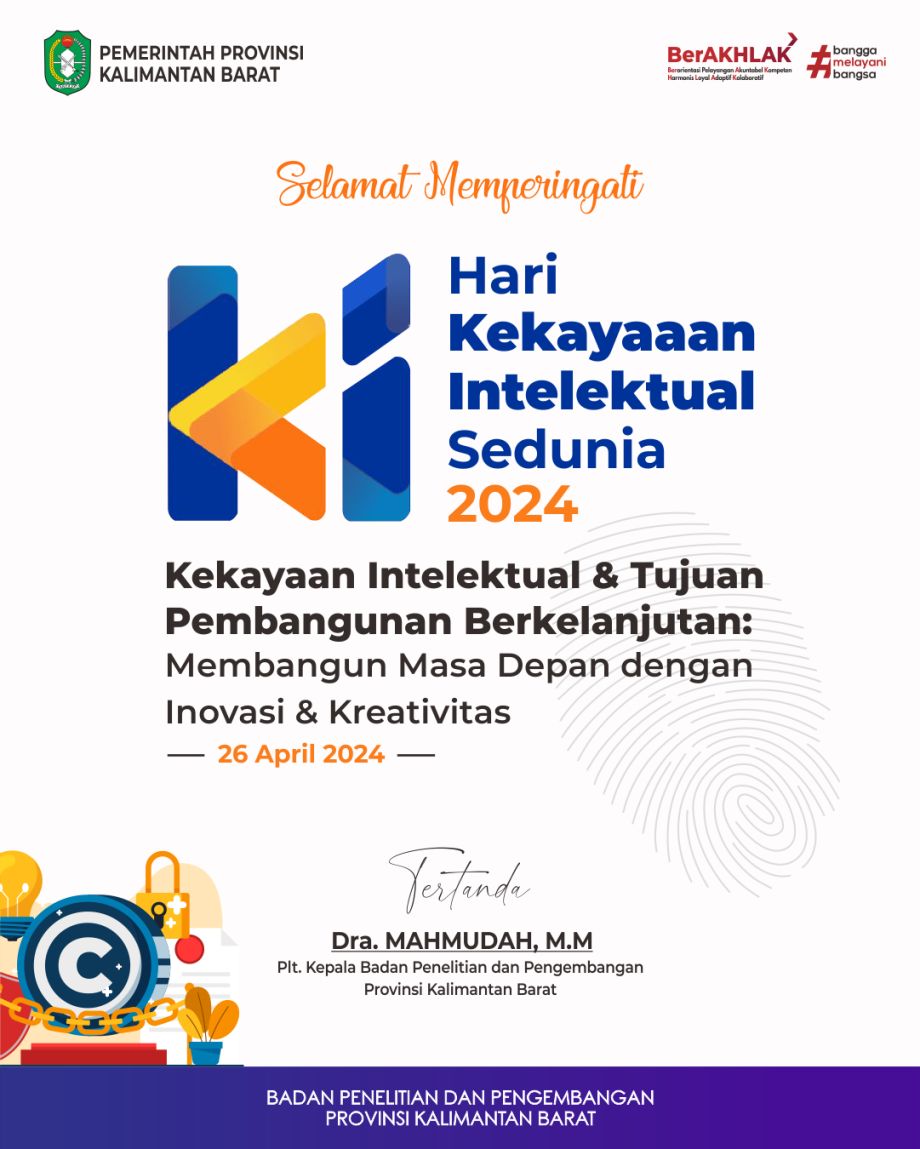 PEMERINTAH PROVINSI
KALIMANTAN BARAT
BerAKHLAK
Berorientasi Pelayanan Akuntabel Kompeten
Harmonis Loyal Adaptif Kolaboratif
#bangga
melayani
bangsa
Selamat Memperingati
Hari
Kekayaaan
Intelektual
Sedunia
2024
Kekayaan Intelektual & Tujuan
Pembangunan Berkelanjutan:
Membangun Masa Depan dengan
Inovasi & Kreativitas
26 April 2024
Tertanda
Dra. MAHMUDAH, M.M
Plt. Kepala Badan Penelitian dan Pengembangan
Provinsi Kalimantan Barat
BADAN PENELITIAN DAN PENGEMBANGAN
PROVINSI KALIMANTAN BARAT